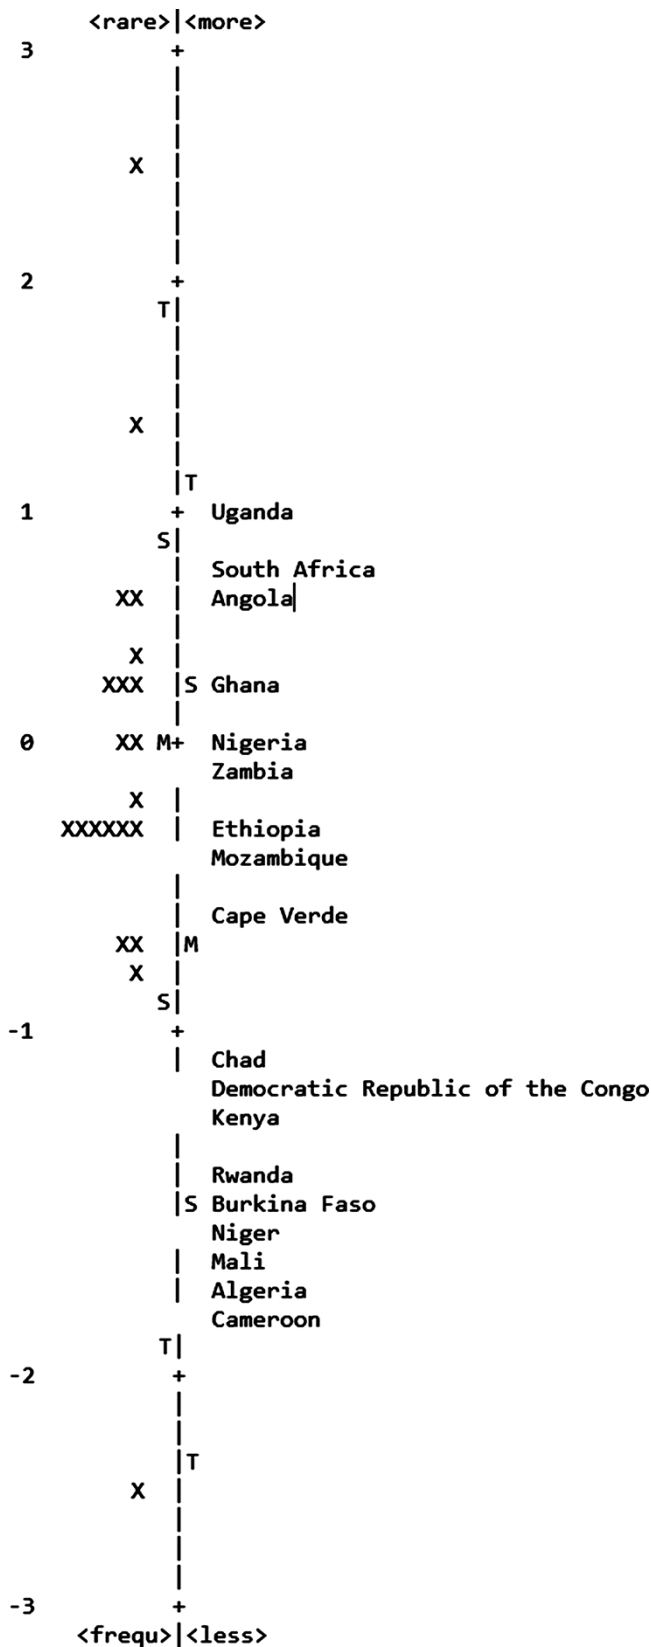 <rare>|<more>
3 +
|
|
|
X |
|
|
|
2 +
T|
|
|
|
X |
|
|T
1 + Uganda
S|
| South Africa
XX | Angola|
|
X |
XXX |S Ghana
|
0 XX M+ Nigeria
Zambia
X |
XXXXXX | Ethiopia
Mozambique
|
| Cape Verde
XX |M
X |
S|
-1 +
| Chad
Democratic Republic of the Congo
Kenya
|
| Rwanda
|S Burkina Faso
Niger
| Mali
| Algeria
Cameroon
T|
-2 +
|
|
|T
X |
|
|
|
-3 +
<frequ>|<less>